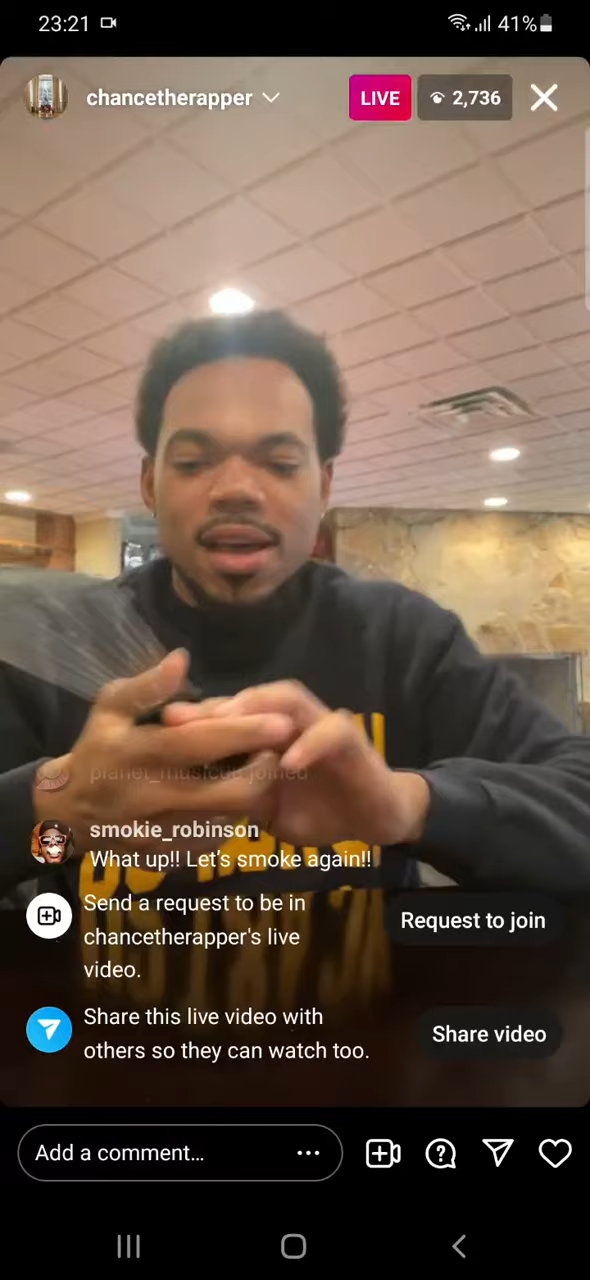 23:21
41%
chancetherapper
LIVE
2,736
planet_musicus joined
smokie_robinson
What up!! Let's smoke again!!
Send a request to be in
chancetherapper's live
video.
Request to join
Share this live video with
others so they can watch too.
Share video
Add a comment...